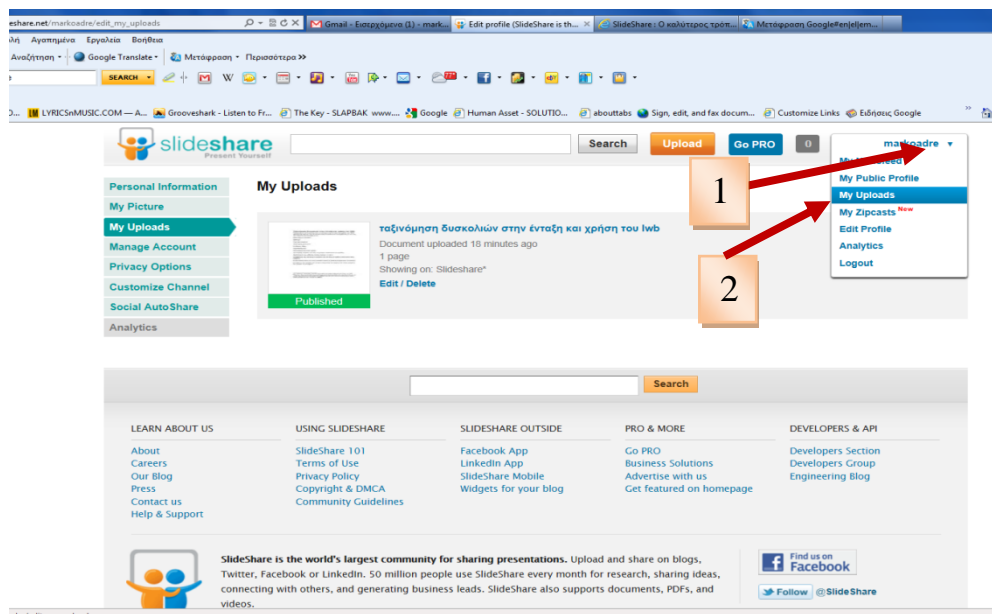 eshare.net/markoadre/edit_my_uploads
Gmail - Εισερχόμενα (1) - mark...
Edit profile (SlideShare is th...
SlideShare : Ο καλύτερος τρόπ...
Μετάφραση Google#en|el|em...
λή Αγαπημένα Εργαλεία Βοήθεια
Αναζήτηση Google Translate Μετάφραση Περισσότερα >>
SEARCH
D... LYRICSnMUSIC.COM — A... Grooveshark - Listen to Fr... The Key - SLAPBAK www.... Google Human Asset - SOLUTIO... abouttabs Sign, edit, and fax docum... Customize Links Ειδήσεις Google
slideshare
Present Yourself
Search
Upload
Go PRO
0
markoadre
My Public Profile
My Uploads
My Zipcasts New
Edit Profile
Analytics
Logout
1
2
Personal Information
My Picture
My Uploads
Manage Account
Privacy Options
Customize Channel
Social AutoShare
Analytics
My Uploads
ταξινόμηση δυσκολιών στην ένταξη και χρήση του lwb
Document uploaded 18 minutes ago
1 page
Showing on: Slideshare*
Edit / Delete
Published
Search
LEARN ABOUT US
About
Careers
Our Blog
Press
Contact us
Help & Support
USING SLIDESHARE
SlideShare 101
Terms of Use
Privacy Policy
Copyright & DMCA
Community Guidelines
SLIDESHARE OUTSIDE
Facebook App
LinkedIn App
SlideShare Mobile
Widgets for your blog
PRO & MORE
Go PRO
Business Solutions
Advertise with us
Get featured on homepage
DEVELOPERS & API
Developers Section
Developers Group
Engineering Blog
SlideShare is the world's largest community for sharing presentations. Upload and share on blogs,
Twitter, Facebook or LinkedIn. 50 million people use SlideShare every month for research, sharing ideas,
connecting with others, and generating business leads. SlideShare also supports documents, PDFs, and
videos.
Find us on
Facebook
Follow @SlideShare